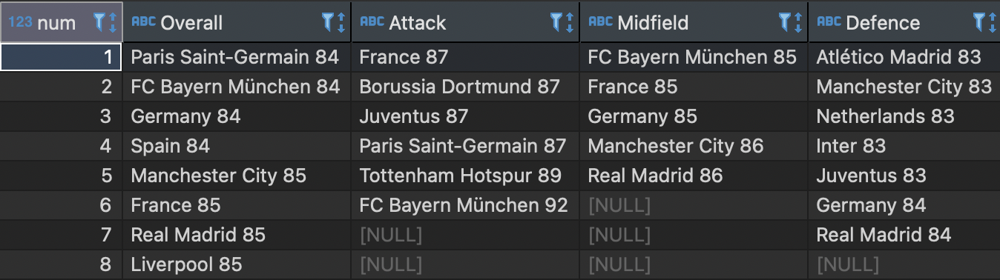 123 num ABC Overall ABC Attack ABC Midfield ABC Defence
1 Paris Saint-Germain 84 France 87 FC Bayern München 85 Atlético Madrid 83
2 FC Bayern München 84 Borussia Dortmund 87 France 85 Manchester City 83
3 Germany 84 Juventus 87 Germany 85 Netherlands 83
4 Spain 84 Paris Saint-Germain 87 Manchester City 86 Inter 83
5 Manchester City 85 Tottenham Hotspur 89 Real Madrid 86 Juventus 83
6 France 85 FC Bayern München 92 [NULL] Germany 84
7 Real Madrid 85 [NULL] [NULL] Real Madrid 84
8 Liverpool 85 [NULL] [NULL] [NULL]